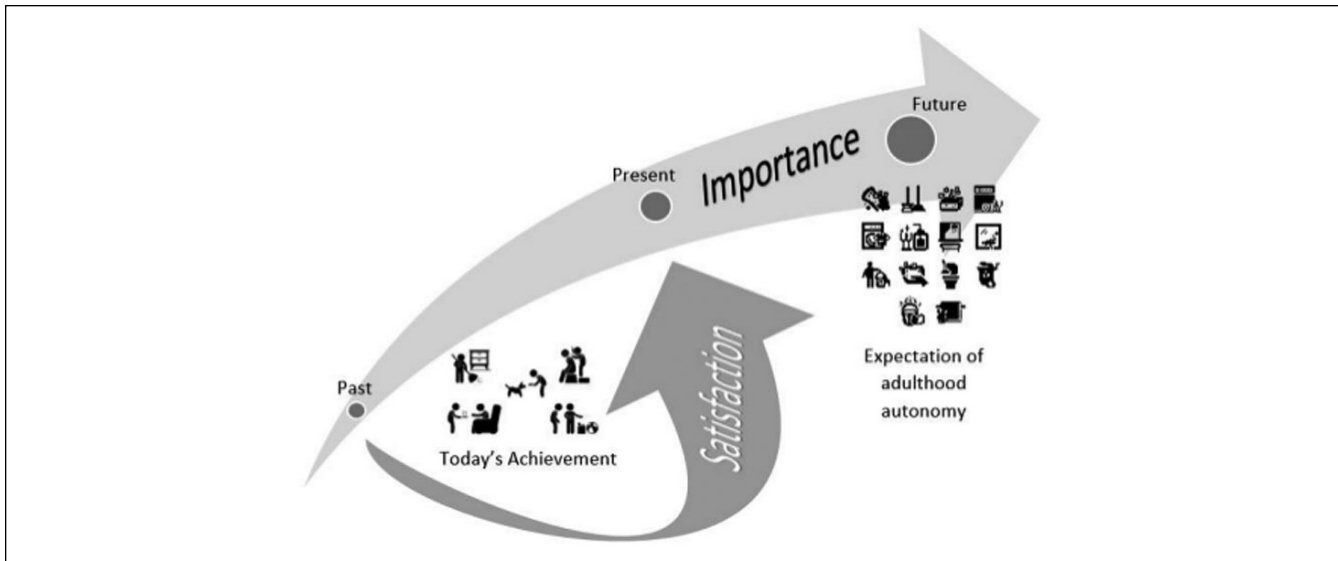 Future
Importance
Present
Satisfaction
Past
Today's Achievement
Expectation of
adulthood
autonomy